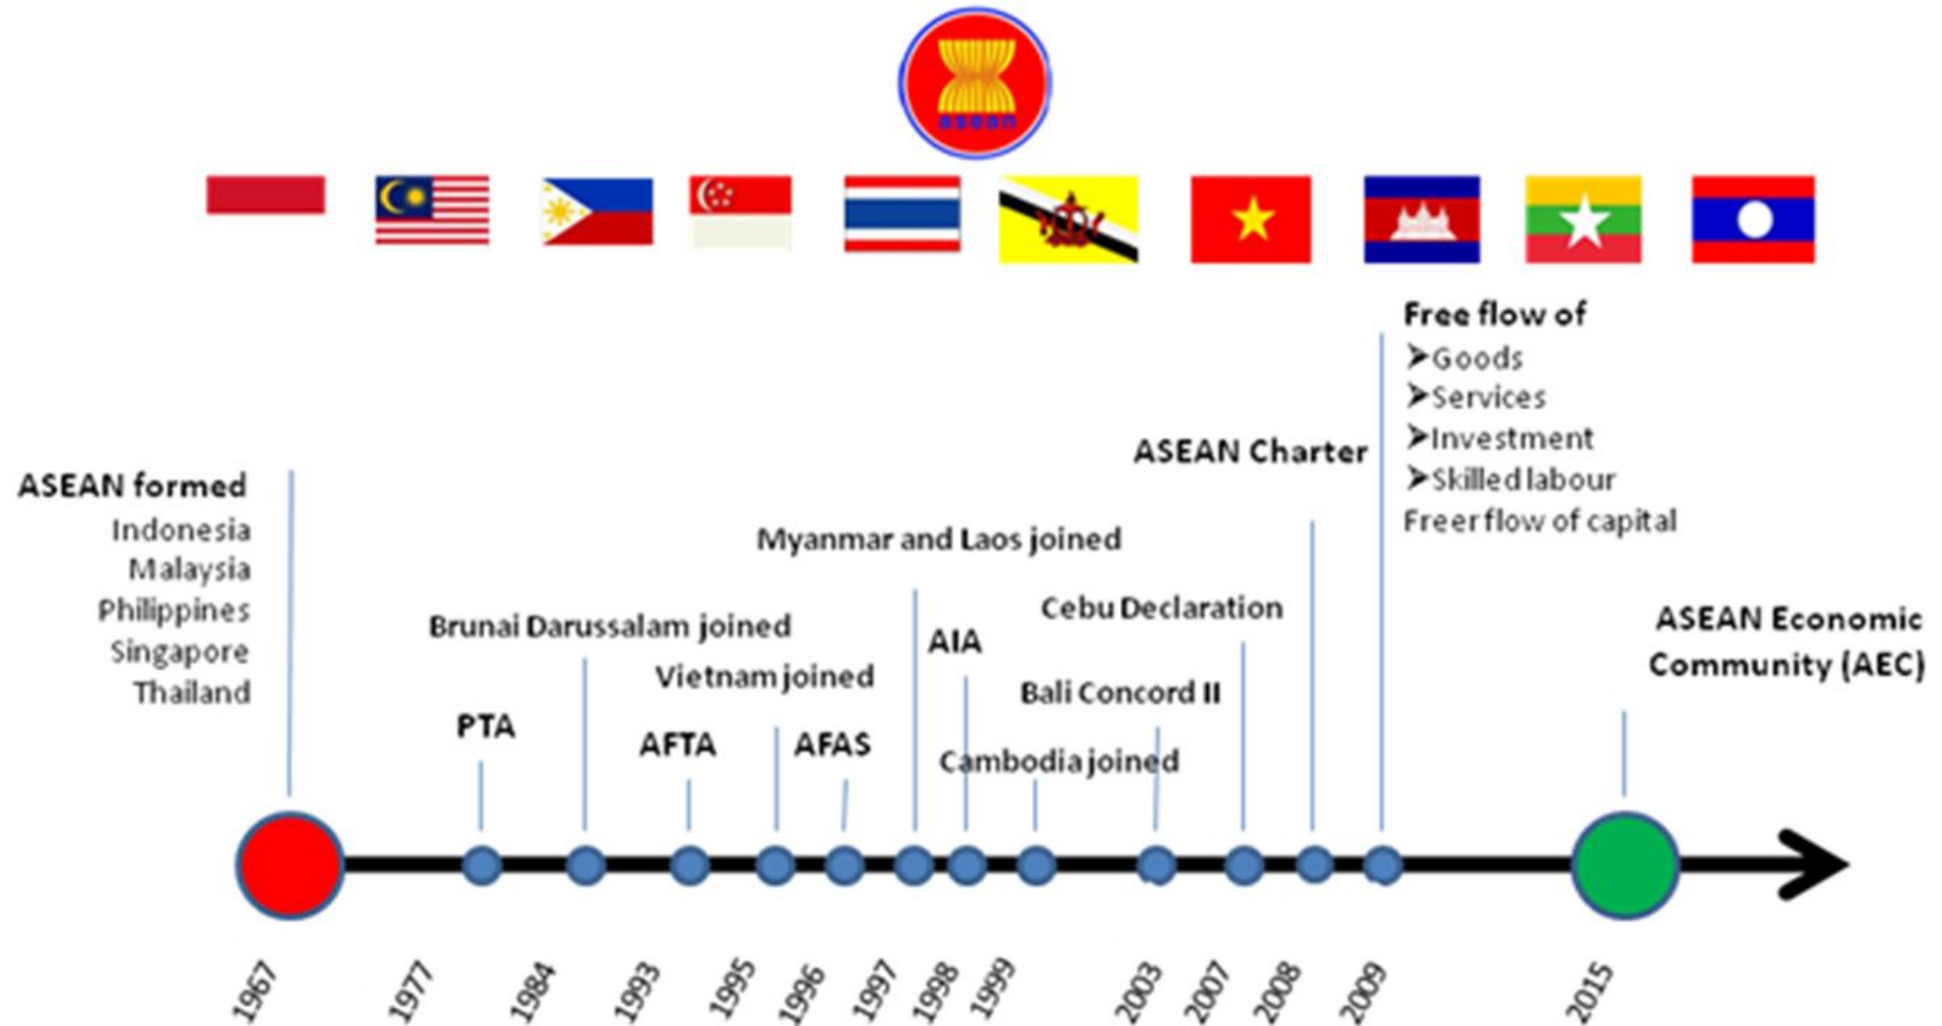 asean
Free flow of
➤Goods
➤Services
➤Investment
➤Skilled labour
Freer flow of capital
ASEAN Charter
ASEAN formed
Indonesia
Malaysia
Philippines
Singapore
Thailand
Myanmar and Laos joined
Cebu Declaration
Brunai Darussalam joined
AIA
Vietnam joined
Bali Concord II
PTA
AFTA
AFAS
Cambodia joined
ASEAN Economic
Community (AEC)
1967
1977
1984
1993
1995
1996
1997
1998
1999
2003
2007
2008
2009
2015